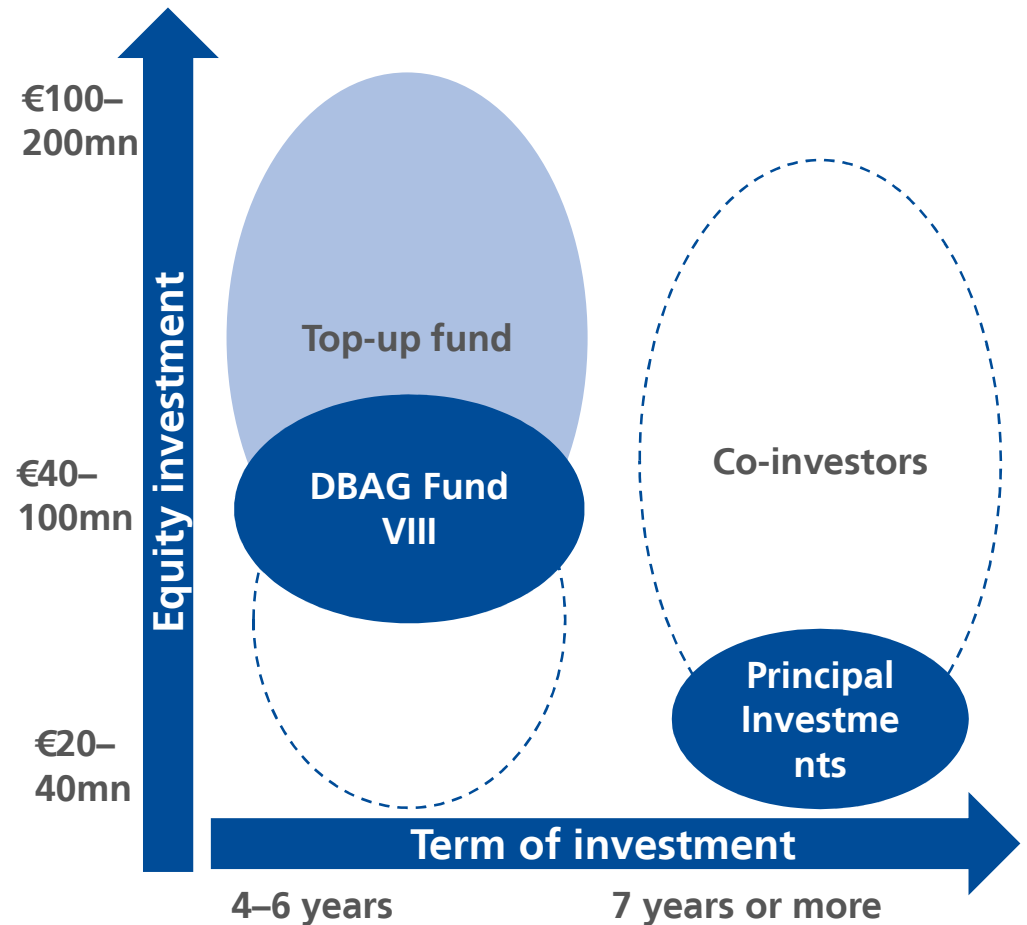 €100–
200mn
Top-up fund
Equity investment
€40–
100mn
DBAG Fund
VIII
Co-investors
Principal
Investme
nts
€20–
40mn
Term of investment
4–6 years
7 years or more